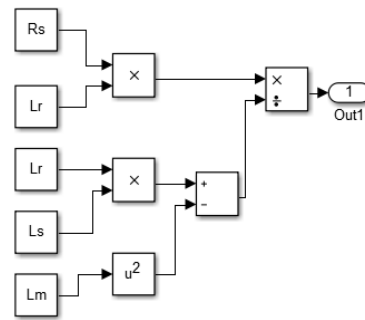 Rs
×
Lr
×
÷
1
Out1
Lr
×
Ls
+
−
Lm
u²